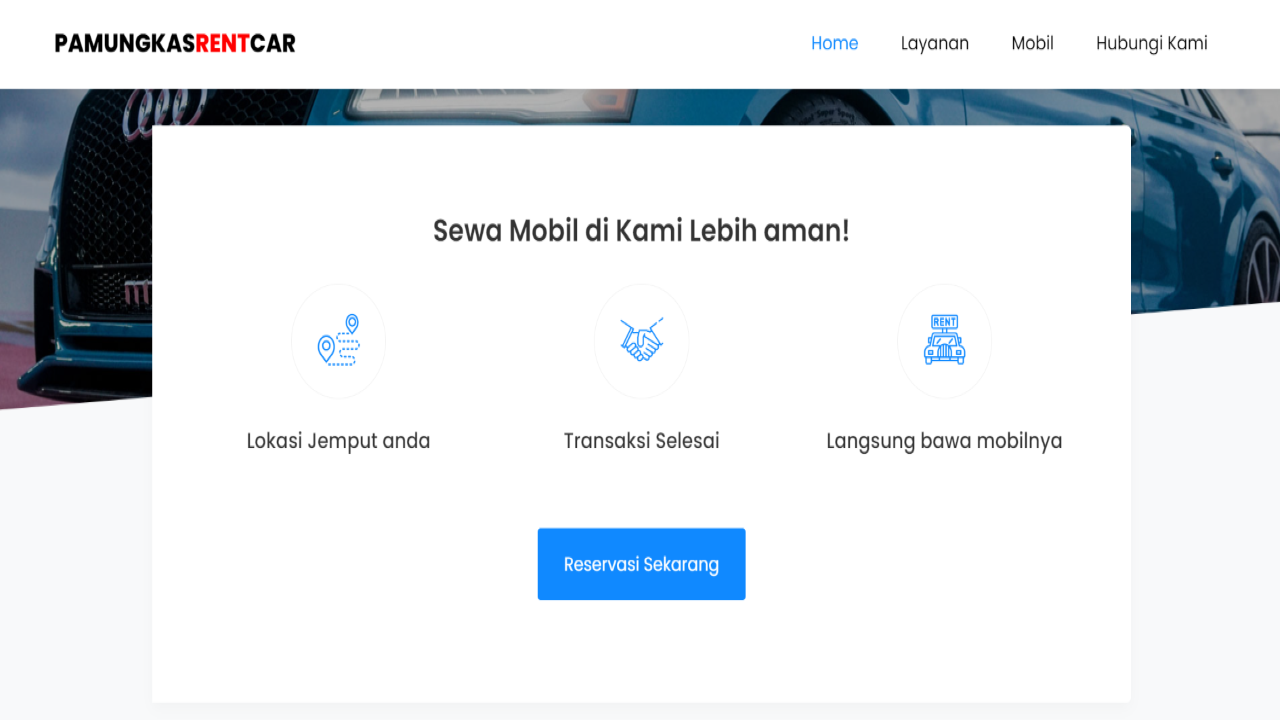 PAMUNGKASRENTCAR
Home Layanan Mobil Hubungi Kami
Sewa Mobil di Kami Lebih aman!
RENT
Lokasi Jemput anda
Transaksi Selesai
Langsung bawa mobilnya
Reservasi Sekarang